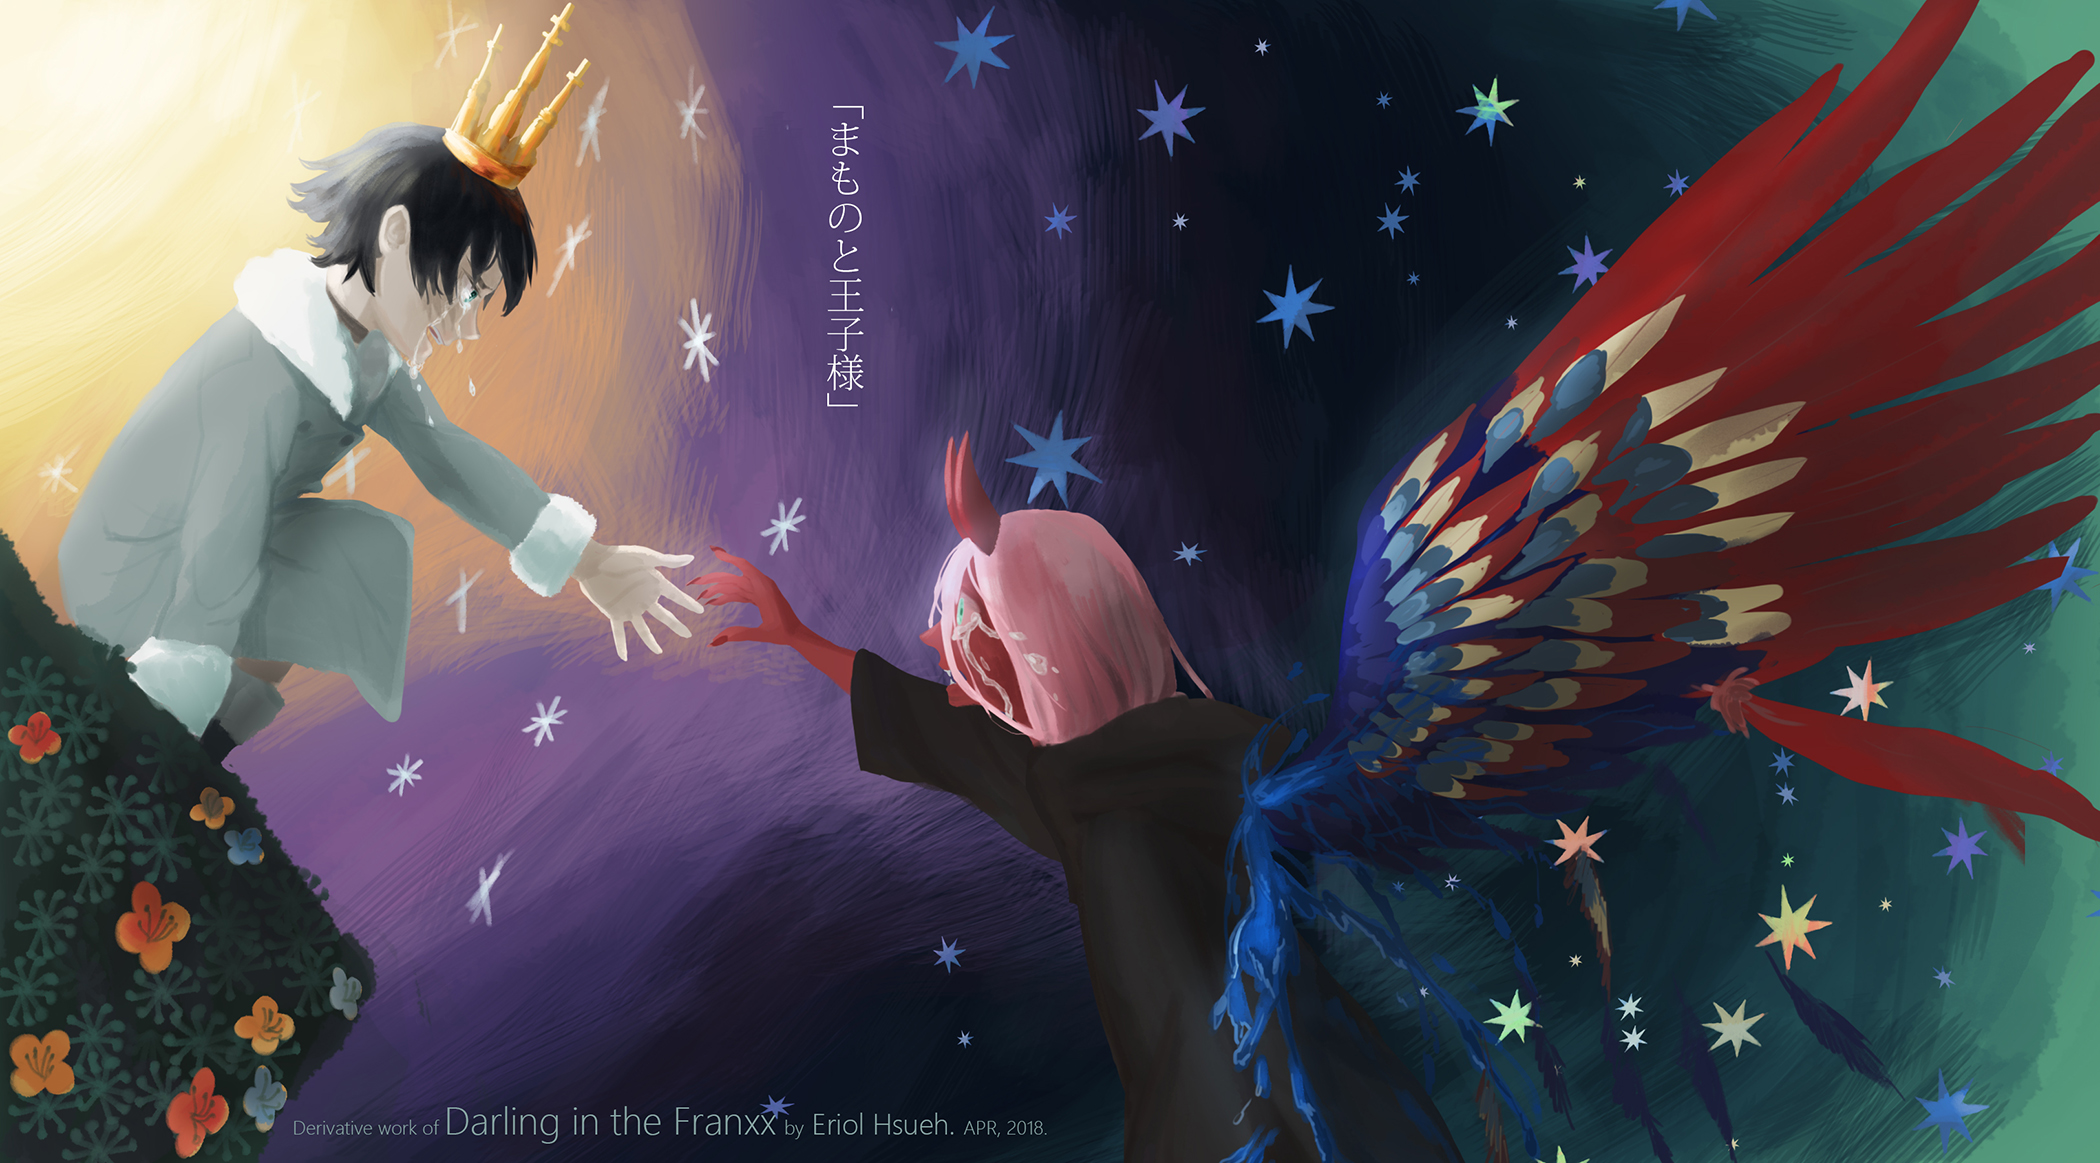 「まものと王子様」
Derivative work of Darling in the Franxx by Eriol Hsueh. APR, 2018.